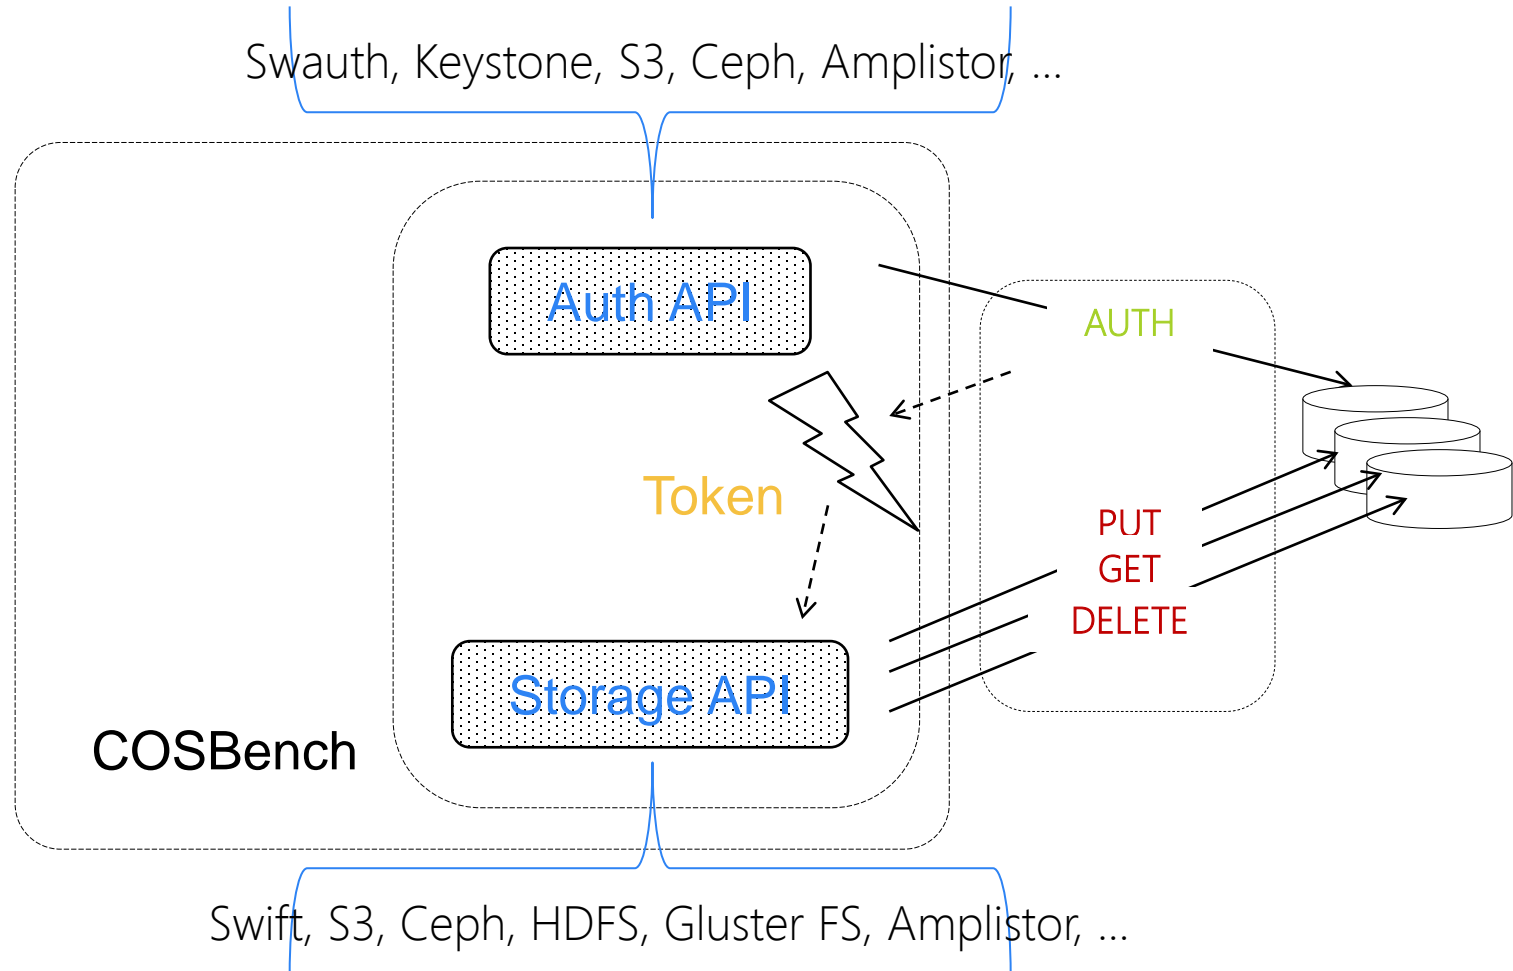 Swauth, Keystone, S3, Ceph, Amplistor, ...
Auth API
AUTH
Token
PUT
GET
DELETE
Storage API
COSBench
Swift, S3, Ceph, HDFS, Gluster FS, Amplistor, ...